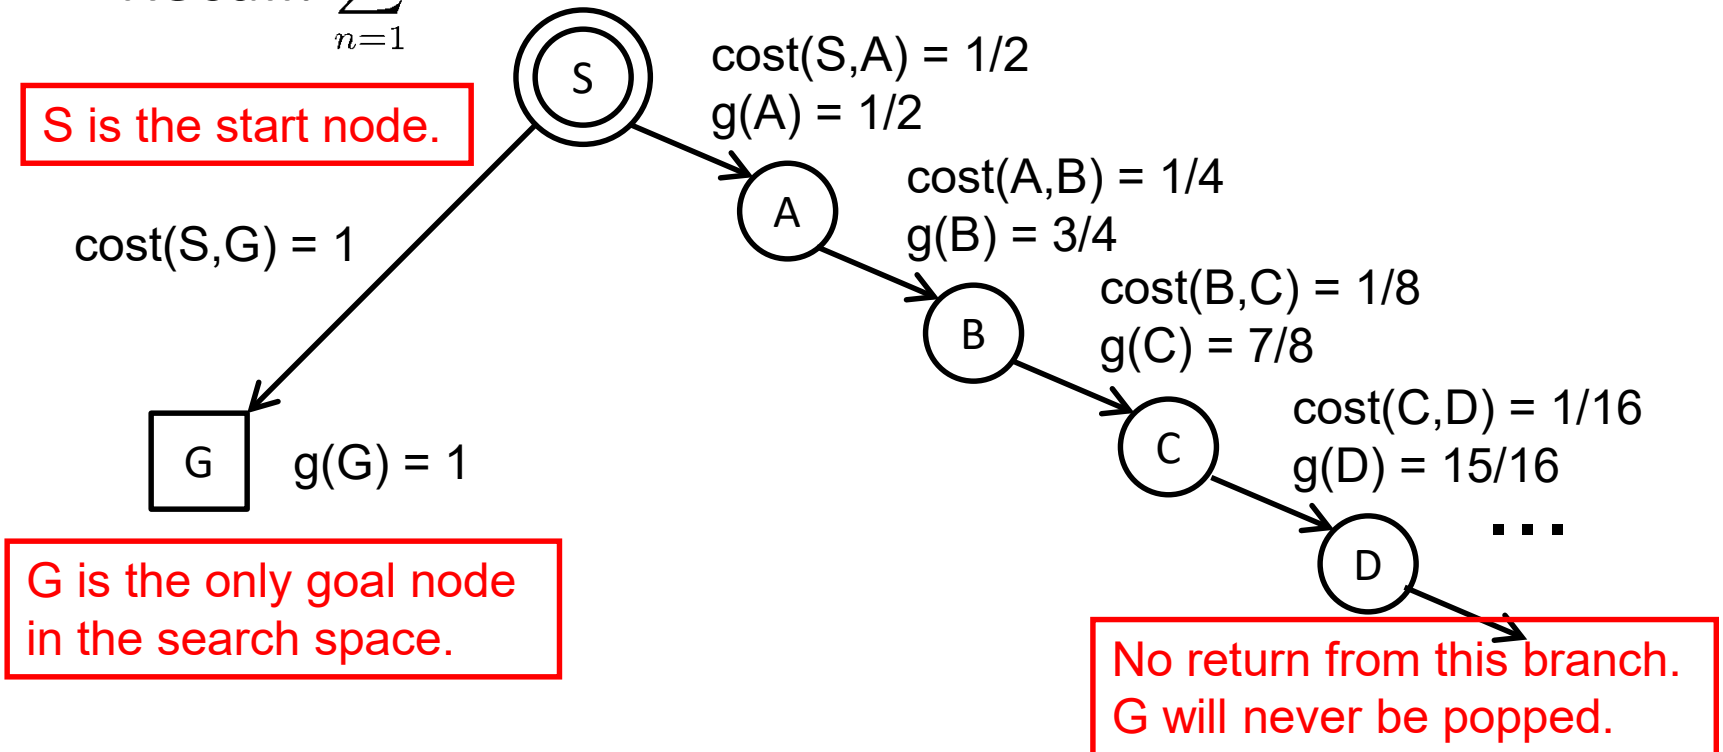 n=1
S
cost(S,A) = 1/2
g(A) = 1/2
S is the start node.
A
cost(A,B) = 1/4
g(B) = 3/4
cost(S,G) = 1
B
cost(B,C) = 1/8
g(C) = 7/8
C
cost(C,D) = 1/16
g(D) = 15/16
G
g(G) = 1
...
D
G is the only goal node
in the search space.
No return from this branch.
G will never be popped.